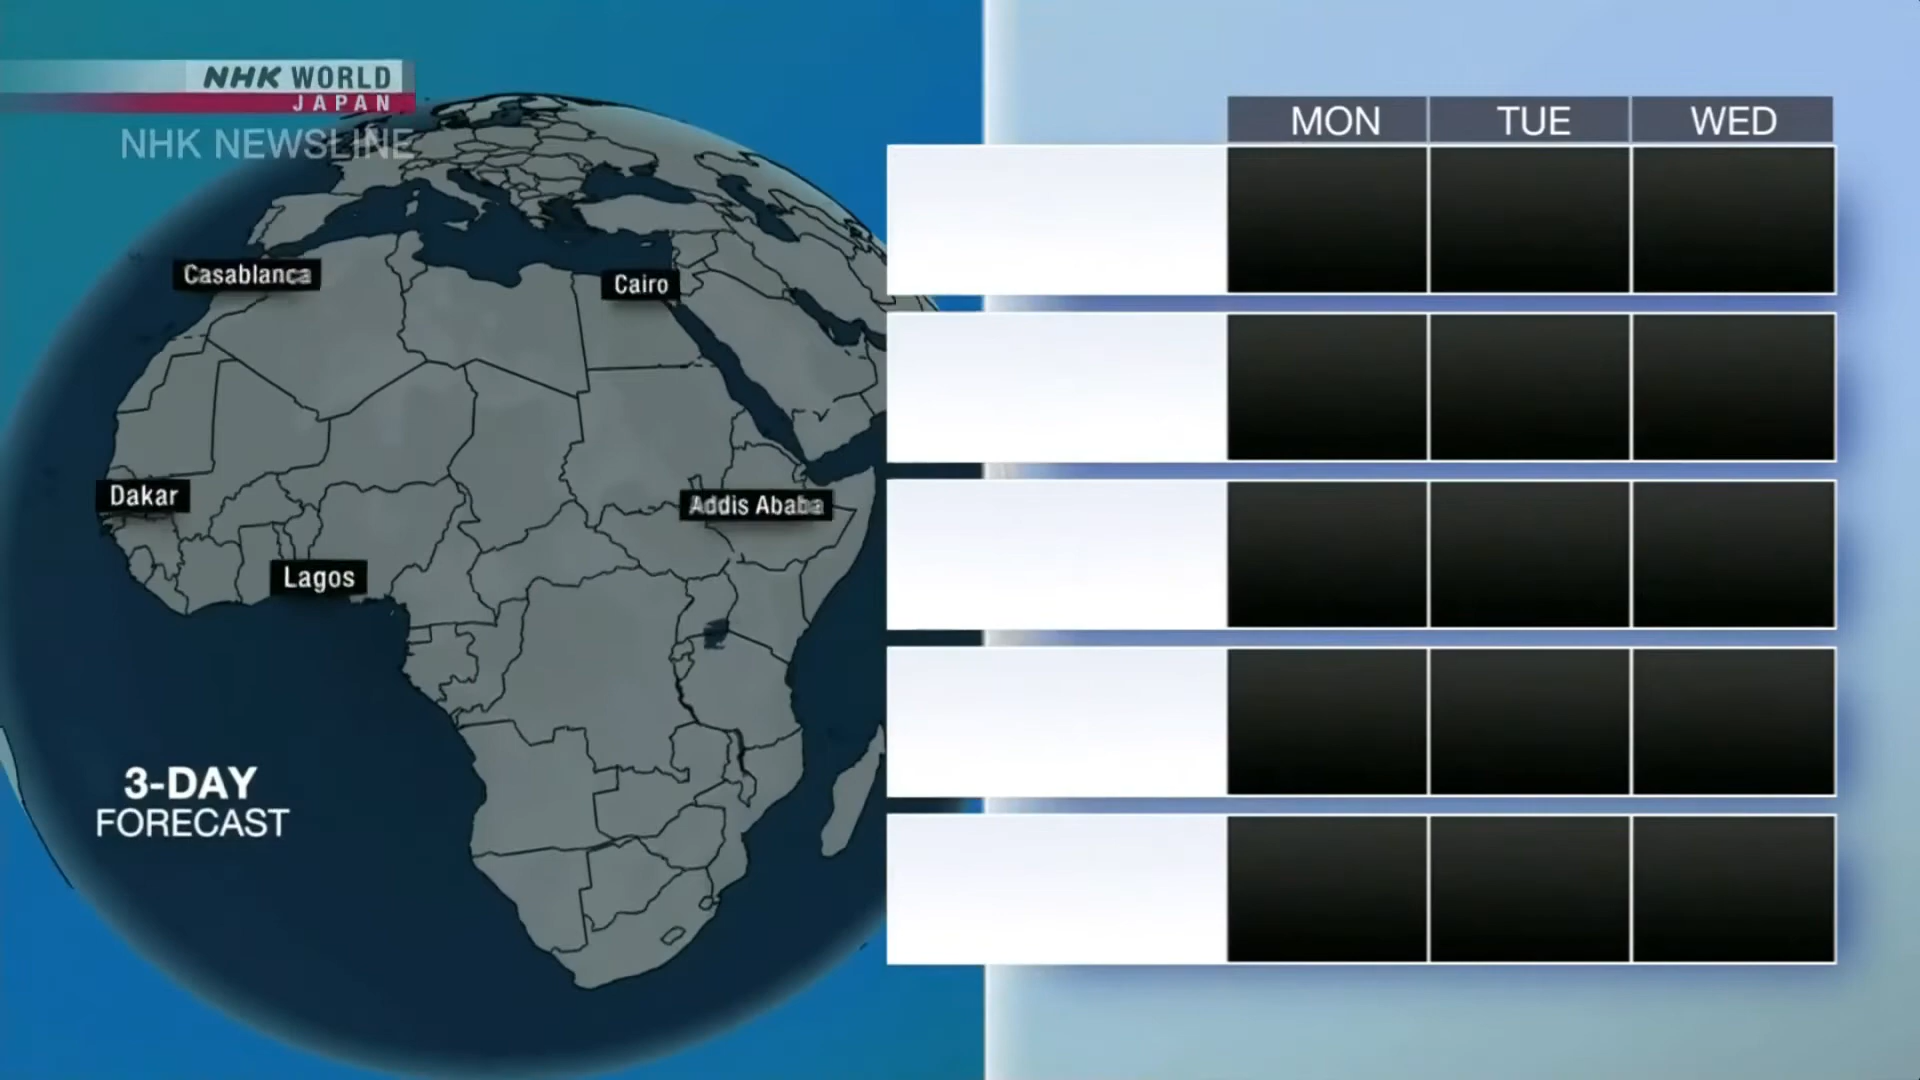 NHK WORLD
JAPAN
NHK NEWSLINE
MON TUE WED
Casablanca
Cairo
Dakar
Addis Ababa
Lagos
3-DAY
FORECAST